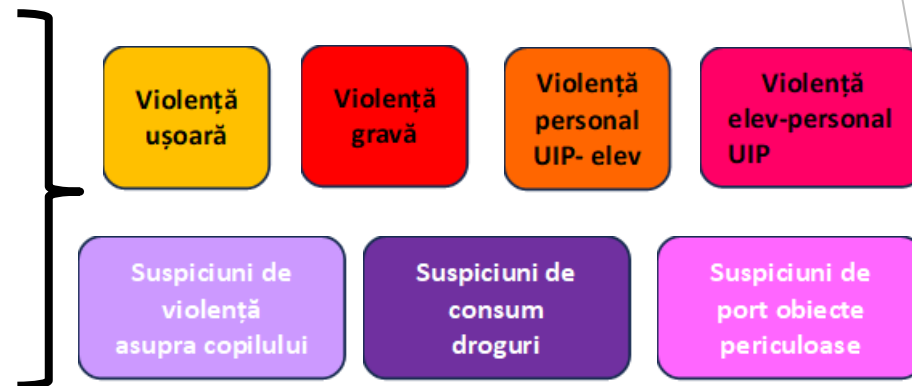 Violență
ușoară
Violență
gravă
Violență
personal
UIP- elev
Violență
elev-personal
UIP
Suspiciuni de
violență
asupra copilului
Suspiciuni de
consum
droguri
Suspiciuni de
port obiecte
periculoase